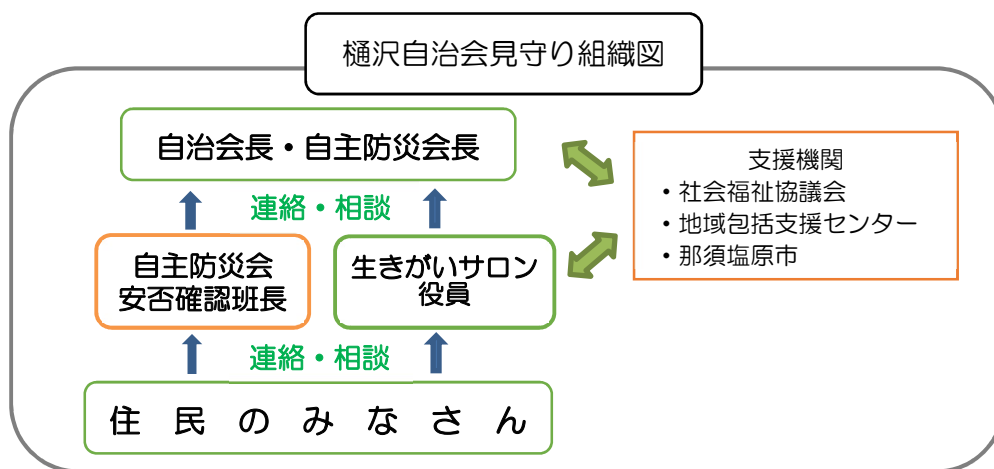 樋沢自治会見守り組織図
自治会長・自主防災会長
連絡・相談
自主防災会
安否確認班長
生きがいサロン
役員
連絡・相談
住民のみなさん
支援機関
・社会福祉協議会
・地域包括支援センター
・那須塩原市